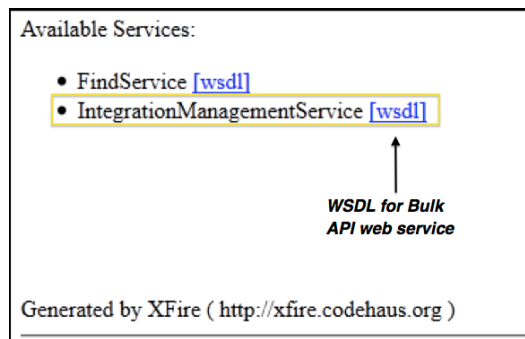 Available Services:
• FindService [wsdl]
• IntegrationManagementService [wsdl]
WSDL for Bulk
API web service
Generated by XFire ( http://xfire.codehaus.org )